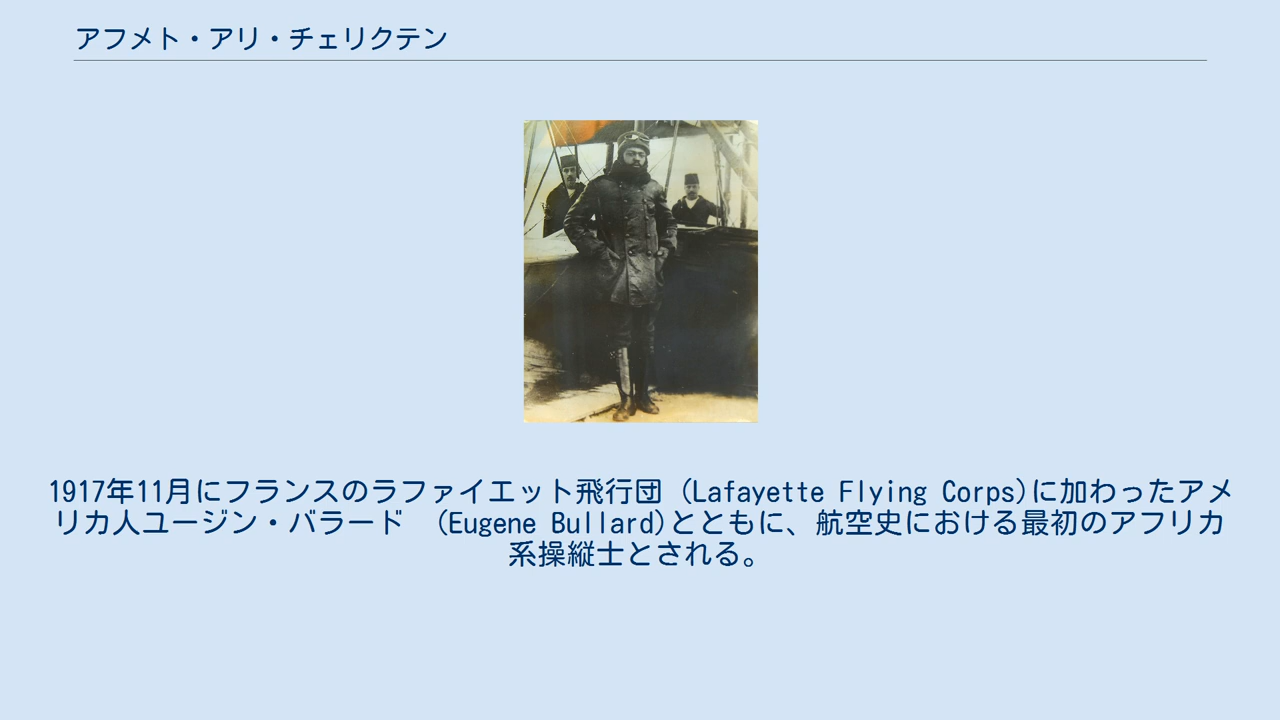 アフメト・アリ・チェリクテン
1917年11月にフランスのラファイエット飛行団 (Lafayette Flying Corps)に加わったアメ
リカ人ユージン・バラード　(Eugene Bullard)とともに、航空史における最初のアフリカ
系操縦士とされる。